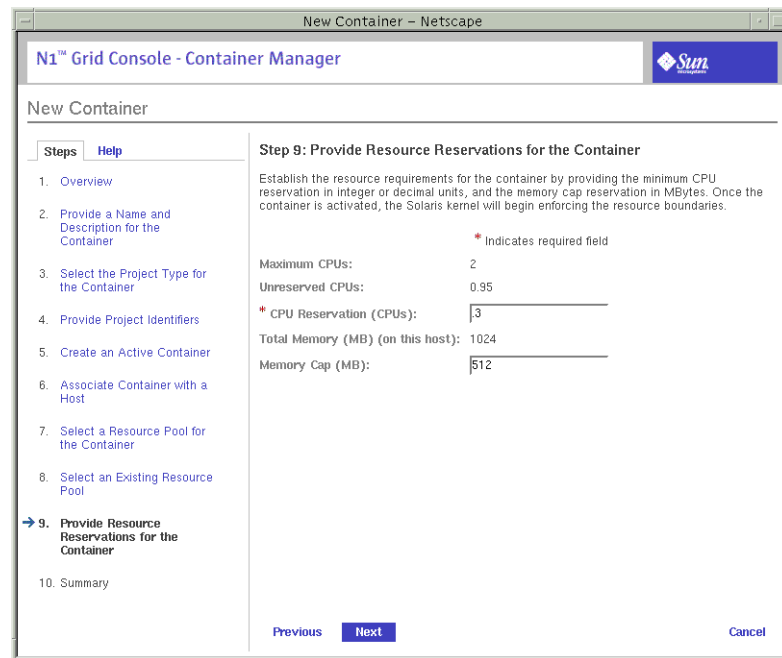 New Container – Netscape
N1™ Grid Console - Container Manager
Sun
microsystems
New Container
Steps Help
1. Overview
2. Provide a Name and
Description for the
Container
3. Select the Project Type for
the Container
4. Provide Project Identifiers
5. Create an Active Container
6. Associate Container with a
Host
7. Select a Resource Pool for
the Container
8. Select an Existing Resource
Pool
9. Provide Resource
Reservations for the
Container
10. Summary
Step 9: Provide Resource Reservations for the Container
Establish the resource requirements for the container by providing the minimum CPU
reservation in integer or decimal units, and the memory cap reservation in MBytes. Once the
container is activated, the Solaris kernel will begin enforcing the resource boundaries.
* Indicates required field
Maximum CPUs: 2
Unreserved CPUs: 0.95
* CPU Reservation (CPUs): .3
Total Memory (MB) (on this host): 1024
Memory Cap (MB): 512
Previous Next Cancel